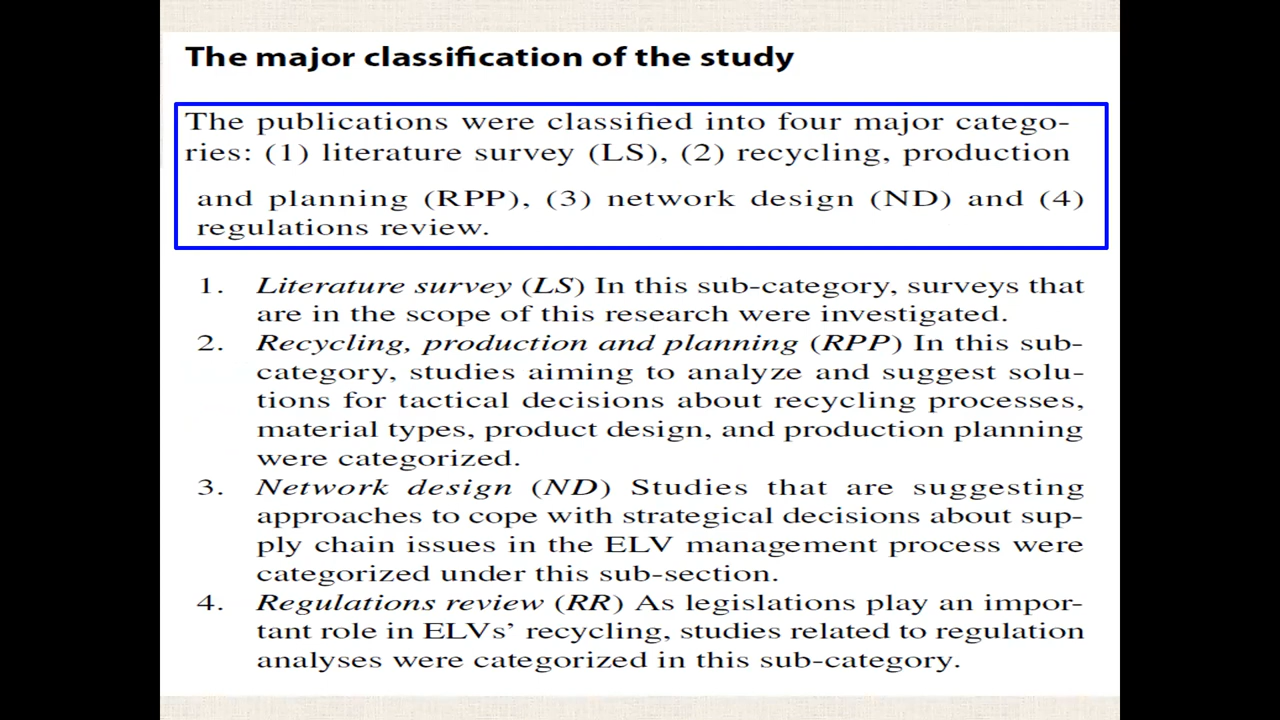 The major classification of the study
The publications were classified into four major catego-
ries: (1) literature survey (LS), (2) recycling, production
and planning (RPP), (3) network design (ND) and (4)
regulations review.
1. Literature survey (LS) In this sub-category, surveys that
are in the scope of this research were investigated.
2. Recycling, production and planning (RPP) In this sub-
category, studies aiming to analyze and suggest solu-
tions for tactical decisions about recycling processes,
material types, product design, and production planning
were categorized.
3. Network design (ND) Studies that are suggesting
approaches to cope with strategical decisions about sup-
ply chain issues in the ELV management process were
categorized under this sub-section.
4. Regulations review (RR) As legislations play an impor-
tant role in ELVs’ recycling, studies related to regulation
analyses were categorized in this sub-category.